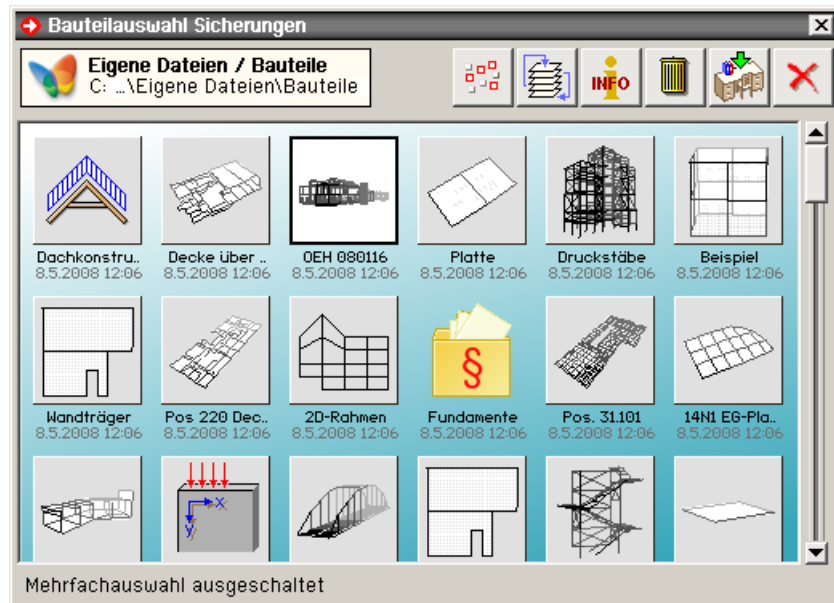 Bauteilauswahl Sicherungen
Eigene Dateien / Bauteile
C: …\Eigene Dateien\Bauteile
INFO
Dachkonstru.. Decke über .. OEH 080116 Platte Druckstäbe Beispiel
8.5.2008 12:06 8.5.2008 12:06 8.5.2008 12:06 8.5.2008 12:06 8.5.2008 12:06 8.5.2008 12:06
§
Wandträger Pos 220 Dec.. 2D-Rahmen Fundamente Pos. 31.101 14N1 EG-Pla..
8.5.2008 12:06 8.5.2008 12:06 8.5.2008 12:06 8.5.2008 12:06 8.5.2008 12:06 8.5.2008 12:06
x
y
Mehrfachauswahl ausgeschaltet